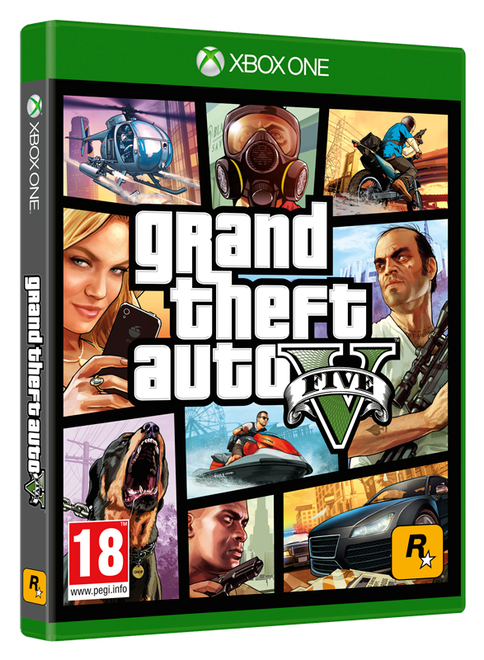 XBOX ONE
XBOX ONE
grand
theft
auto
V
FIVE
grand theft auto
V
18
www.pegi.info
R
R